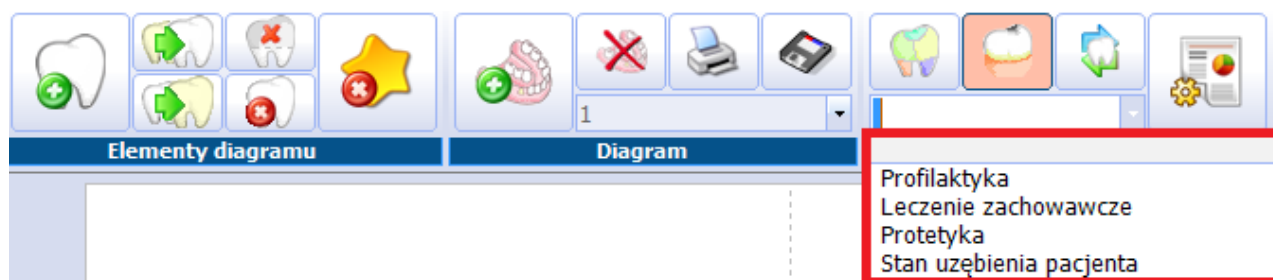 1
Elementy diagramu
Diagram
Profilaktyka
Leczenie zachowawcze
Protetyka
Stan uzębienia pacjenta